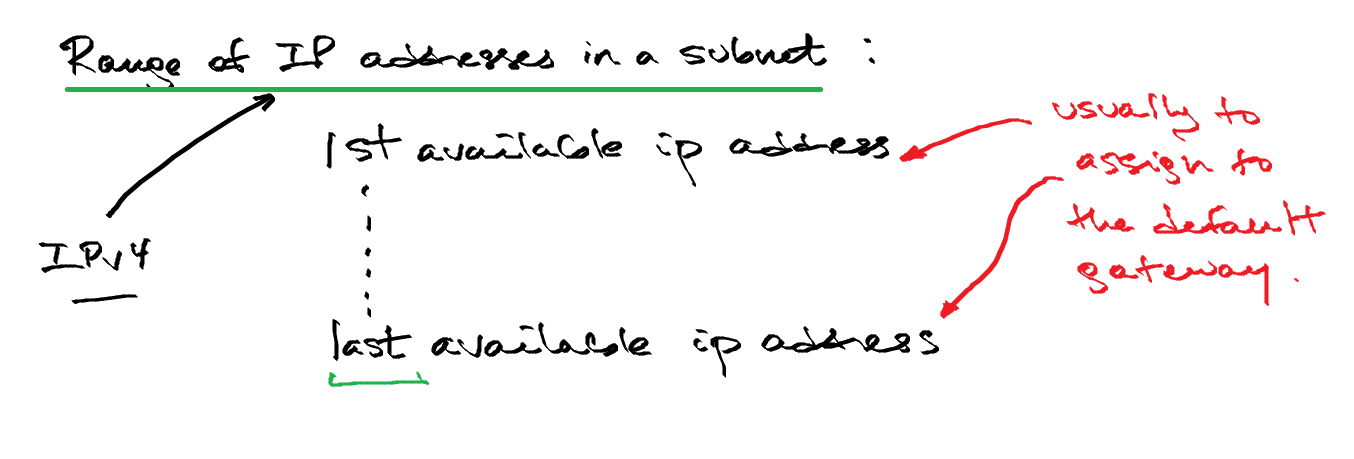 Range of IP addresses in a subnet :
1st available ip address
usually to
assign to
the default
gateway.
IPv4
last available ip address